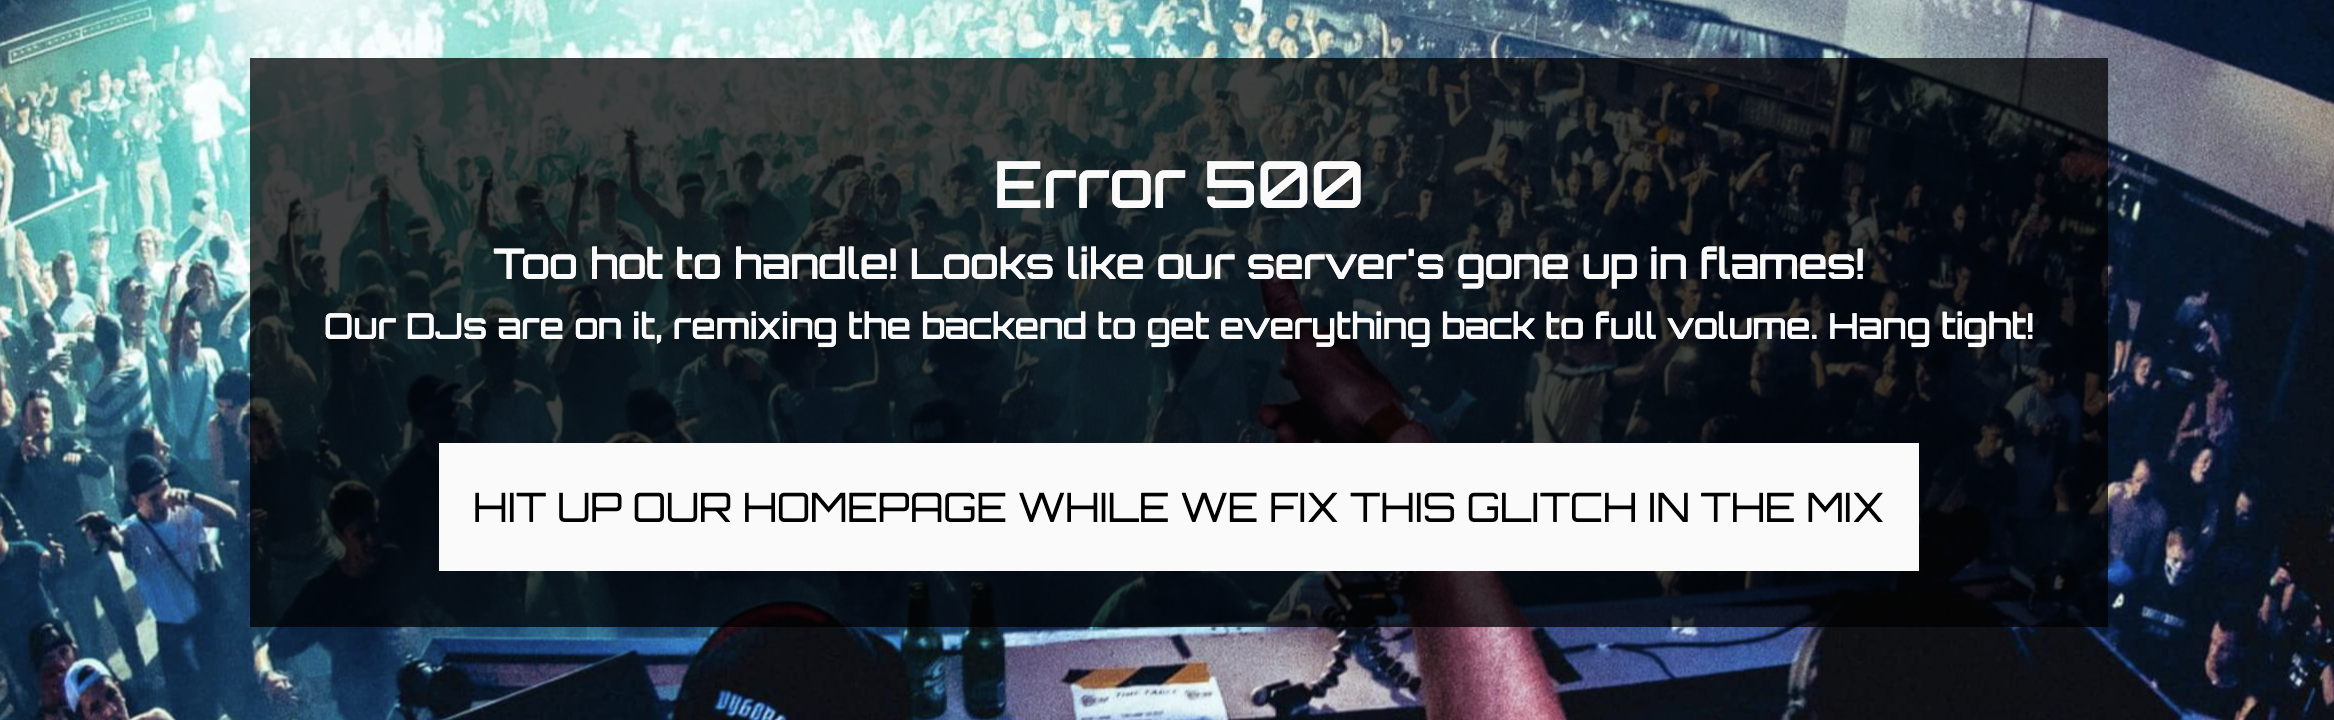 Error 500
Too hot to handle! Looks like our server's gone up in flames!
Our DJs are on it, remixing the backend to get everything back to full volume. Hang tight!
HIT UP OUR HOMEPAGE WHILE WE FIX THIS GLITCH IN THE MIX
TIME TABLE